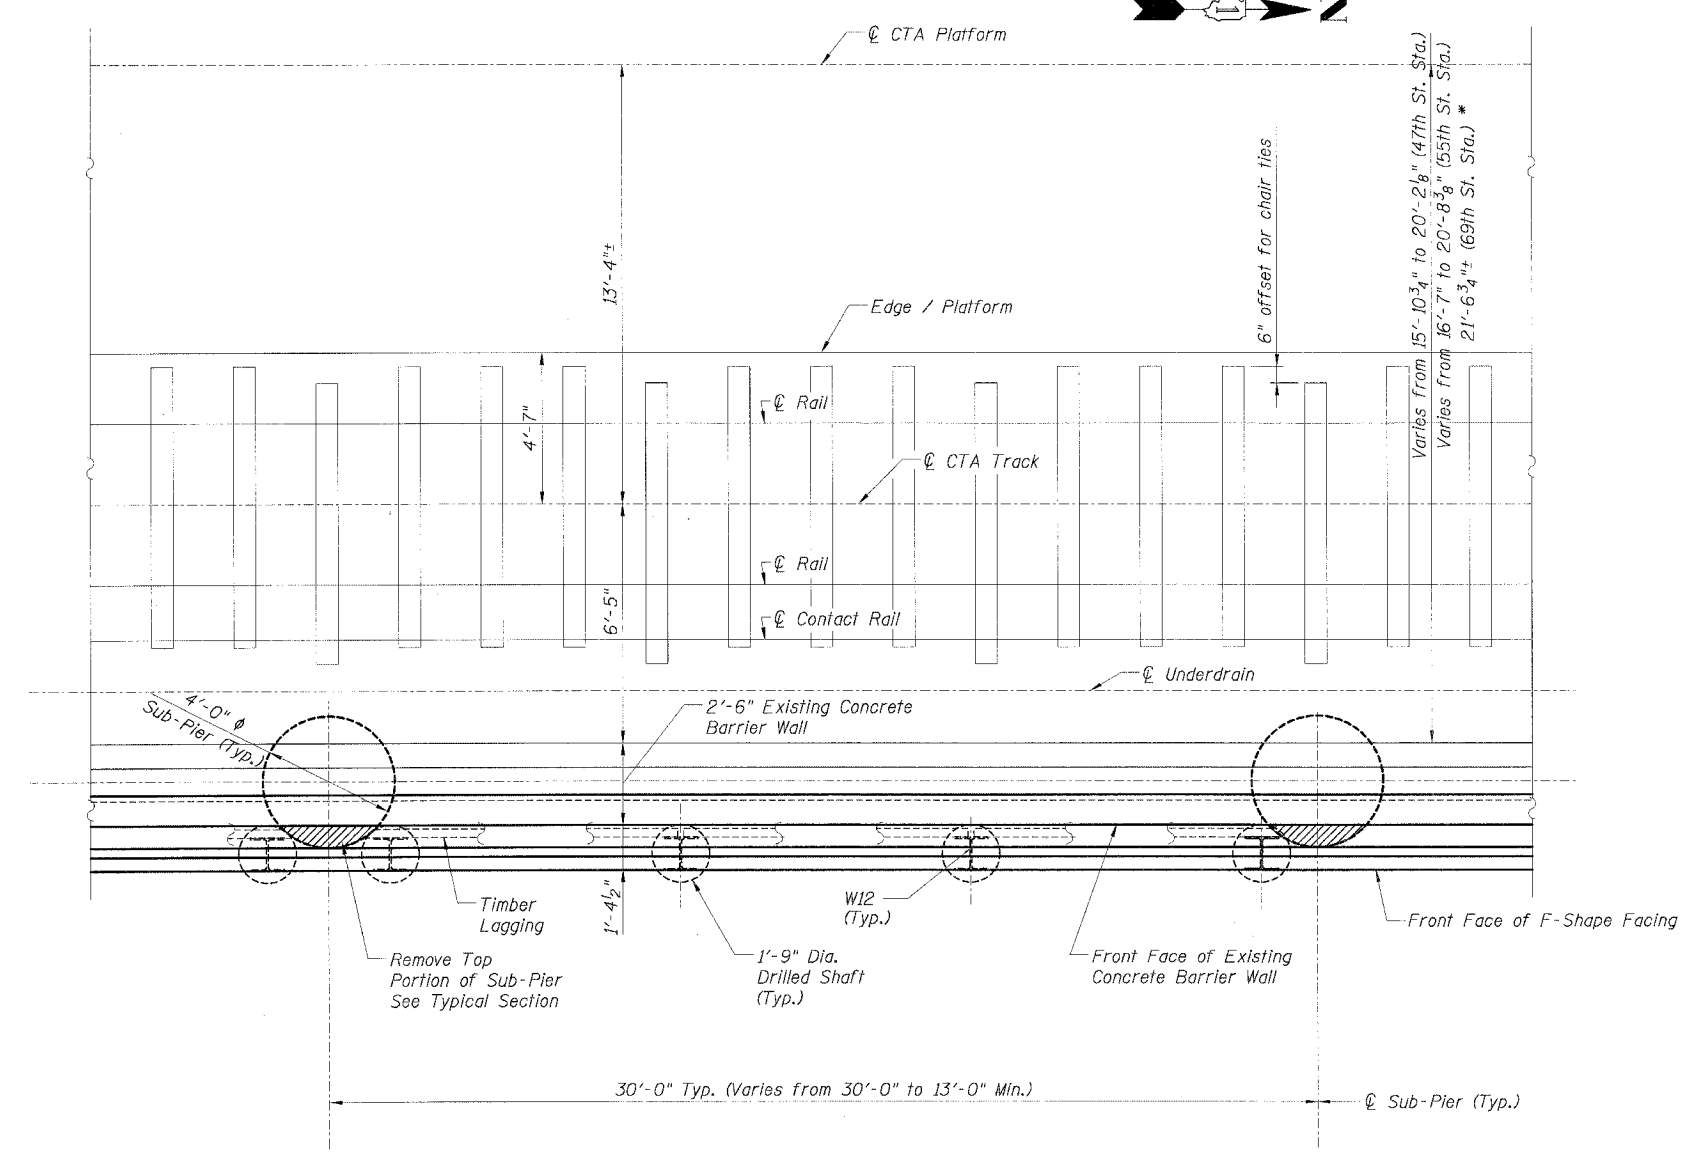 N
℄ CTA Platform
Varies from 15'-10¾" to 20'-2⅛" (47th St. Sta.)
Varies from 16'-7" to 20'-8⅜" (55th St. Sta.)
21'-6¾"± (69th St. Sta.) *
6" offset for chair ties
13'-4"±
Edge / Platform
4'-7"
℄ Rail
℄ CTA Track
℄ Rail
6'-5"
℄ Contact Rail
℄ Underdrain
4'-0" ϕ
Sub-Pier (Typ.)
2'-6" Existing Concrete
Barrier Wall
1'-4½"
Timber
Lagging
W12
(Typ.)
Front Face of F-Shape Facing
Remove Top
Portion of Sub-Pier
See Typical Section
1'-9" Dia.
Drilled Shaft
(Typ.)
Front Face of Existing
Concrete Barrier Wall
30'-0" Typ. (Varies from 30'-0" to 13'-0" Min.)
℄ Sub-Pier (Typ.)